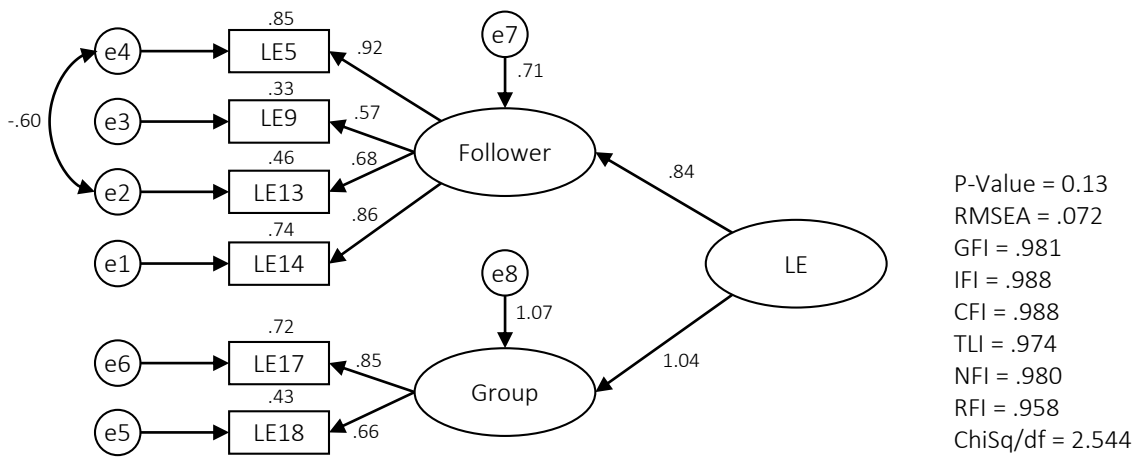 .85
e4
LE5
.92
e7
.71
-.60
.33
e3
LE9
.57
Follower
.46
.68
e2
LE13
.84
.86
.74
e1
LE14
LE
e8
1.07
.72
e6
LE17
.85
1.04
Group
.43
e5
LE18
.66
P-Value = 0.13
RMSEA = .072
GFI = .981
IFI = .988
CFI = .988
TLI = .974
NFI = .980
RFI = .958
ChiSq/df = 2.544